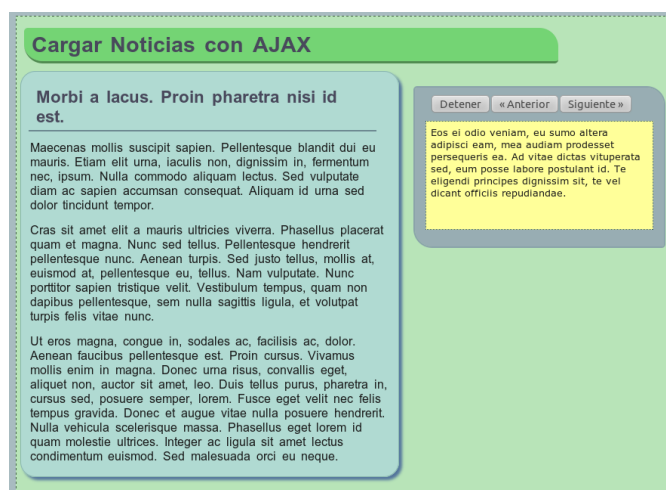 Cargar Noticias con AJAX
Morbi a lacus. Proin pharetra nisi id
est.
Maecenas mollis suscipit sapien. Pellentesque blandit dui eu
mauris. Etiam elit urna, iaculis non, dignissim in, fermentum
nec, ipsum. Nulla commodo aliquam lectus. Sed vulputate
diam ac sapien accumsan consequat. Aliquam id urna sed
dolor tincidunt tempor.
Cras sit amet elit a mauris ultricies viverra. Phasellus placerat
quam et magna. Nunc sed tellus. Pellentesque hendrerit
pellentesque nunc. Aenean turpis. Sed justo tellus, mollis at,
euismod at, pellentesque eu, tellus. Nam vulputate. Nunc
porttitor sapien tristique velit. Vestibulum tempus, quam non
dapibus pellentesque, sem nulla sagittis ligula, et volutpat
turpis felis vitae nunc.
Ut eros magna, congue in, sodales ac, facilisis ac, dolor.
Aenean faucibus pellentesque est. Proin cursus. Vivamus
mollis enim in magna. Donec urna risus, convallis eget,
aliquet non, auctor sit amet, leo. Duis tellus purus, pharetra in,
cursus sed, posuere semper, lorem. Fusce eget velit nec felis
tempus gravida. Donec et augue vitae nulla posuere hendrerit.
Nulla vehicula scelerisque massa. Phasellus eget lorem id
quam molestie ultrices. Integer ac ligula sit amet lectus
condimentum euismod. Sed malesuada orci eu neque.
Detener « Anterior Siguiente »
Eos ei odio veniam, eu sumo altera
adipisci eam, mea audiam prodesset
persequeris ea. Ad vitae dictas vituperata
sed, eum posse labore postulant id. Te
eligendi principes dignissim sit, te vel
dicant officiis repudiandae.